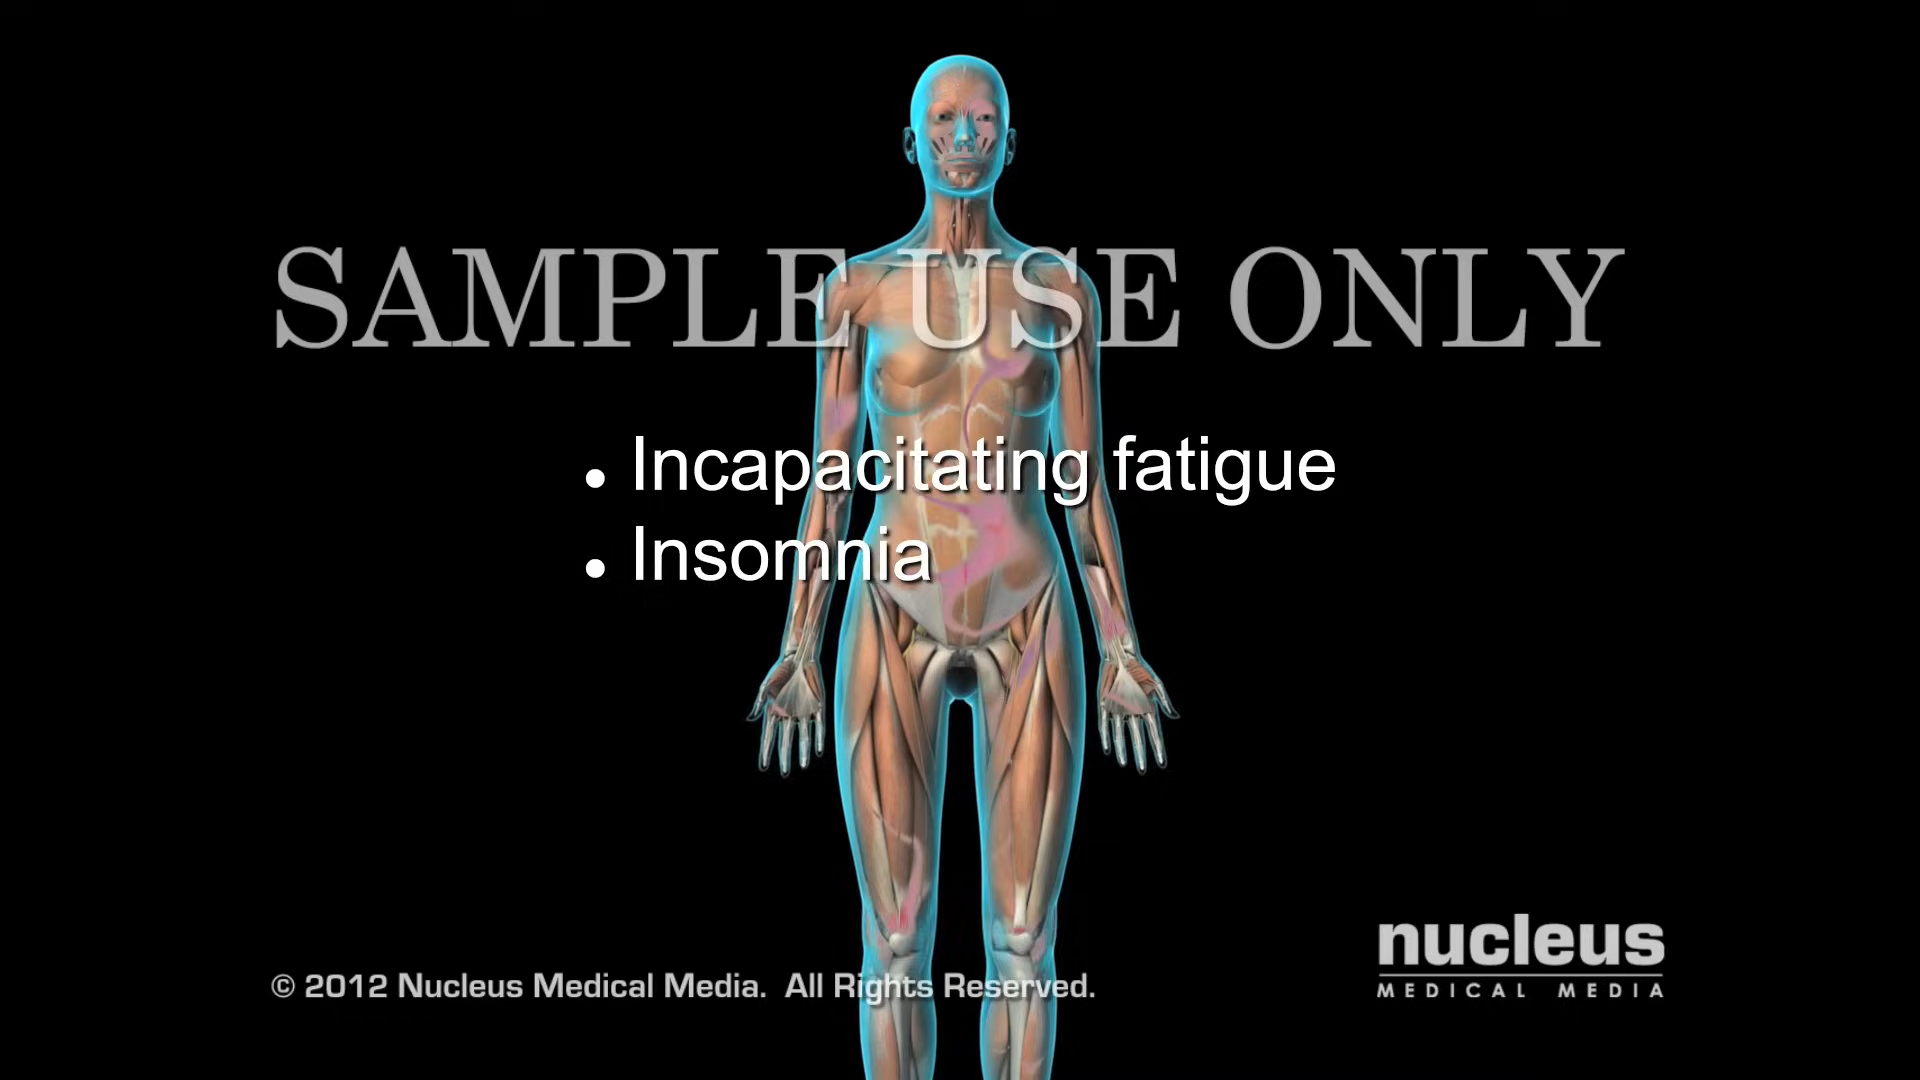 SAMPLE USE ONLY
• Incapacitating fatigue
• Insomnia
nucleus
MEDICAL MEDIA
© 2012 Nucleus Medical Media. All Rights Reserved.